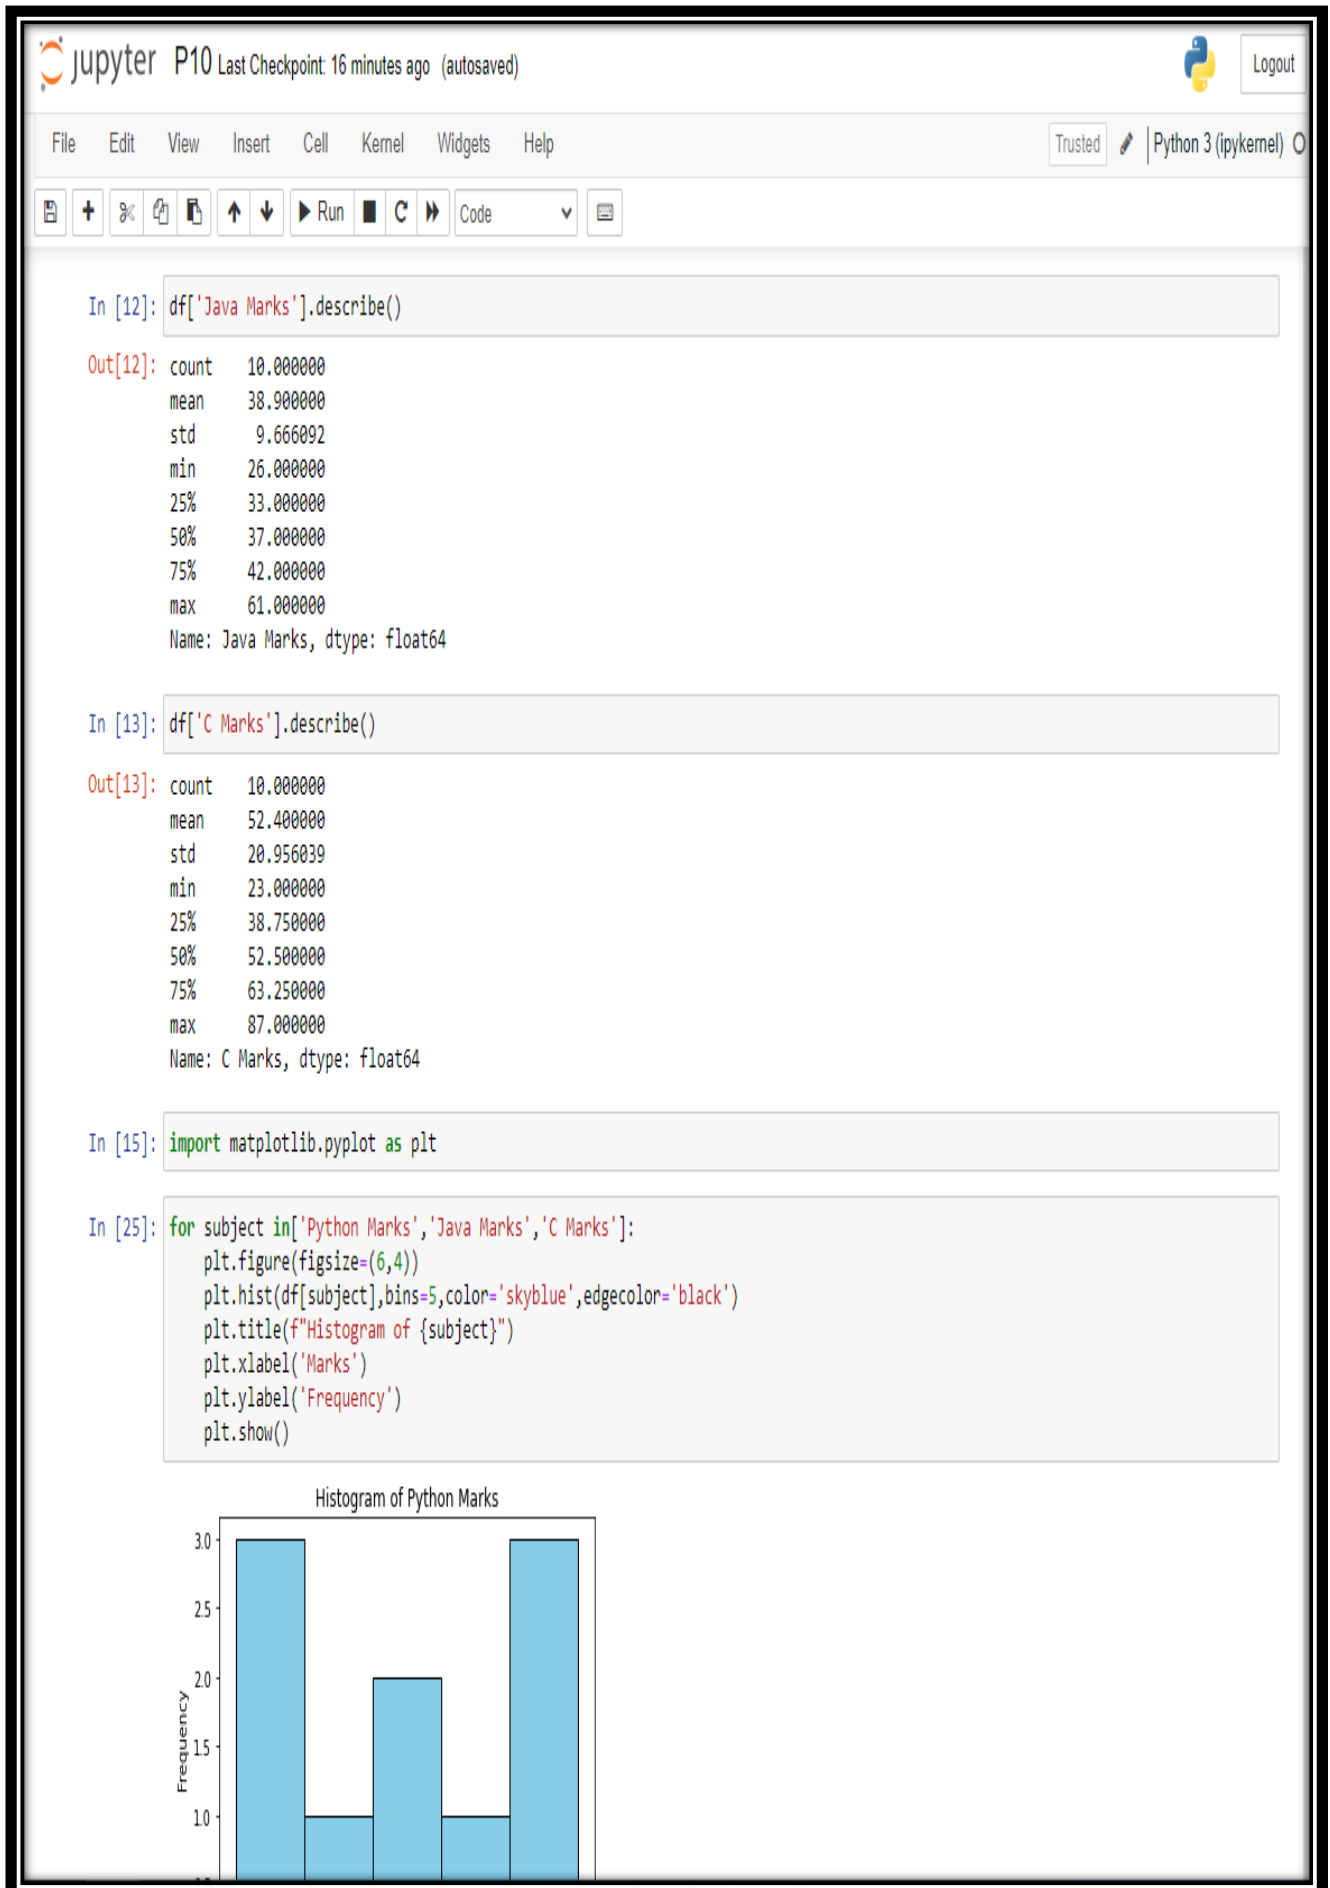 jupyter P10 Last Checkpoint: 16 minutes ago (autosaved)
Logout
File Edit View Insert Cell Kernel Widgets Help
Trusted Python 3 (ipykernel)
Run Code
In [12]: df['Java Marks'].describe()
Out[12]: count 10.000000
mean 38.900000
std 9.666092
min 26.000000
25% 33.000000
50% 37.000000
75% 42.000000
max 61.000000
Name: Java Marks, dtype: float64
In [13]: df['C Marks'].describe()
Out[13]: count 10.000000
mean 52.400000
std 20.956039
min 23.000000
25% 38.750000
50% 52.500000
75% 63.250000
max 87.000000
Name: C Marks, dtype: float64
In [15]: import matplotlib.pyplot as plt
In [25]: for subject in['Python Marks','Java Marks','C Marks']:
plt.figure(figsize=(6,4))
plt.hist(df[subject],bins=5,color='skyblue',edgecolor='black')
plt.title(f"Histogram of {subject}")
plt.xlabel('Marks')
plt.ylabel('Frequency')
plt.show()
Histogram of Python Marks
3.0
2.5
2.0
Frequency
1.5
1.0